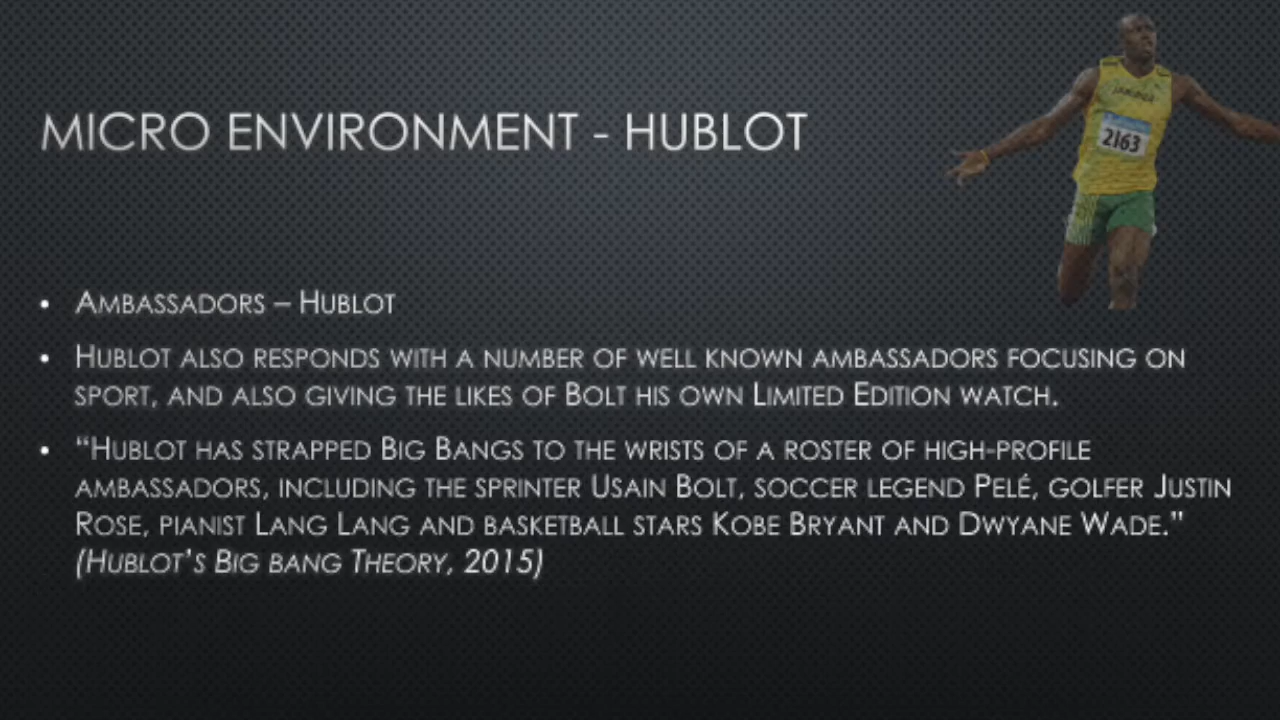 MICRO ENVIRONMENT - HUBLOT
JAMAICA
2163
• AMBASSADORS – HUBLOT
• HUBLOT ALSO RESPONDS WITH A NUMBER OF WELL KNOWN AMBASSADORS FOCUSING ON
SPORT, AND ALSO GIVING THE LIKES OF BOLT HIS OWN LIMITED EDITION WATCH.
• “HUBLOT HAS STRAPPED BIG BANGS TO THE WRISTS OF A ROSTER OF HIGH-PROFILE
AMBASSADORS, INCLUDING THE SPRINTER USAIN BOLT, SOCCER LEGEND PELÉ, GOLFER JUSTIN
ROSE, PIANIST LANG LANG AND BASKETBALL STARS KOBE BRYANT AND DWYANE WADE.”
(HUBLOT’S BIG BANG THEORY, 2015)